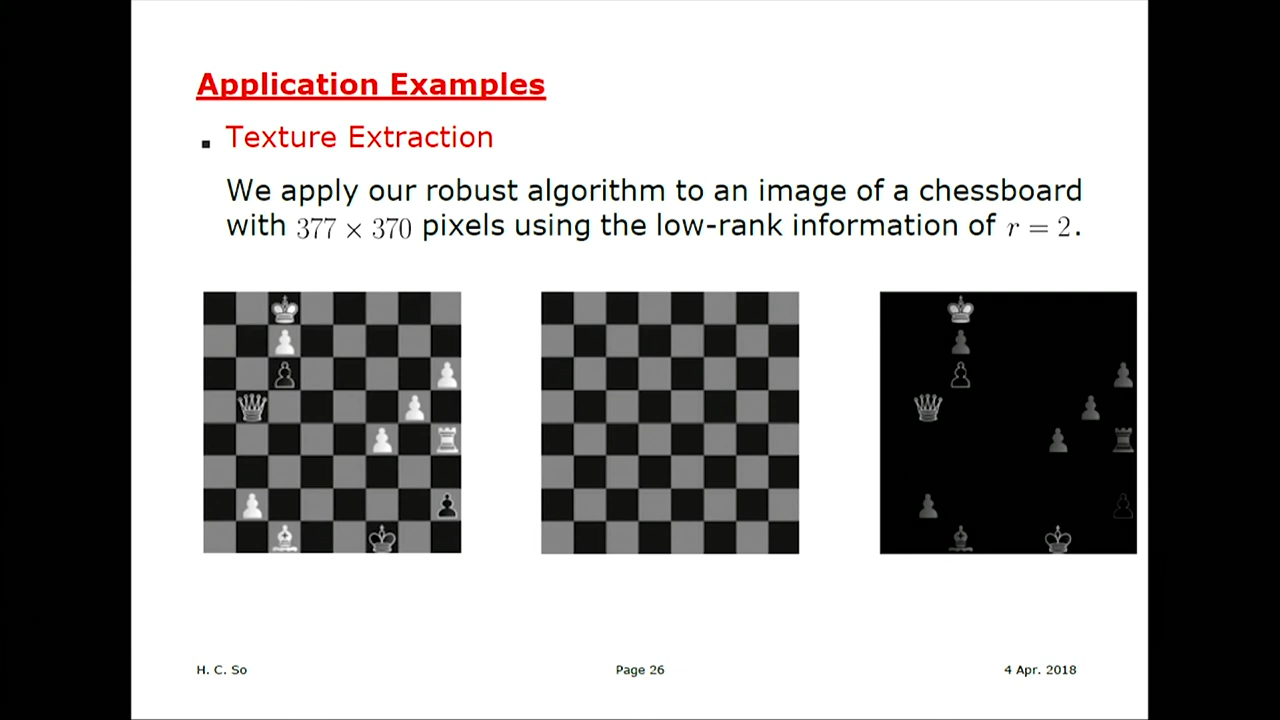 Application Examples
▪ Texture Extraction
We apply our robust algorithm to an image of a chessboard
with 377 × 370 pixels using the low-rank information of r = 2.
H. C. So Page 26 4 Apr. 2018